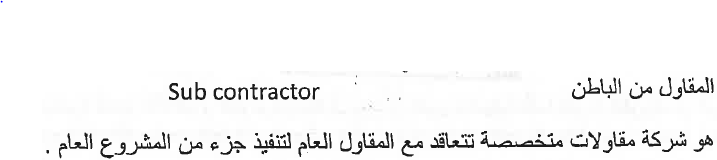 المقاول من الباطن Sub contractor
هو شركة مقاولات متخصصة تتعاقد مع المقاول العام لتنفيذ جزء من المشروع العام .